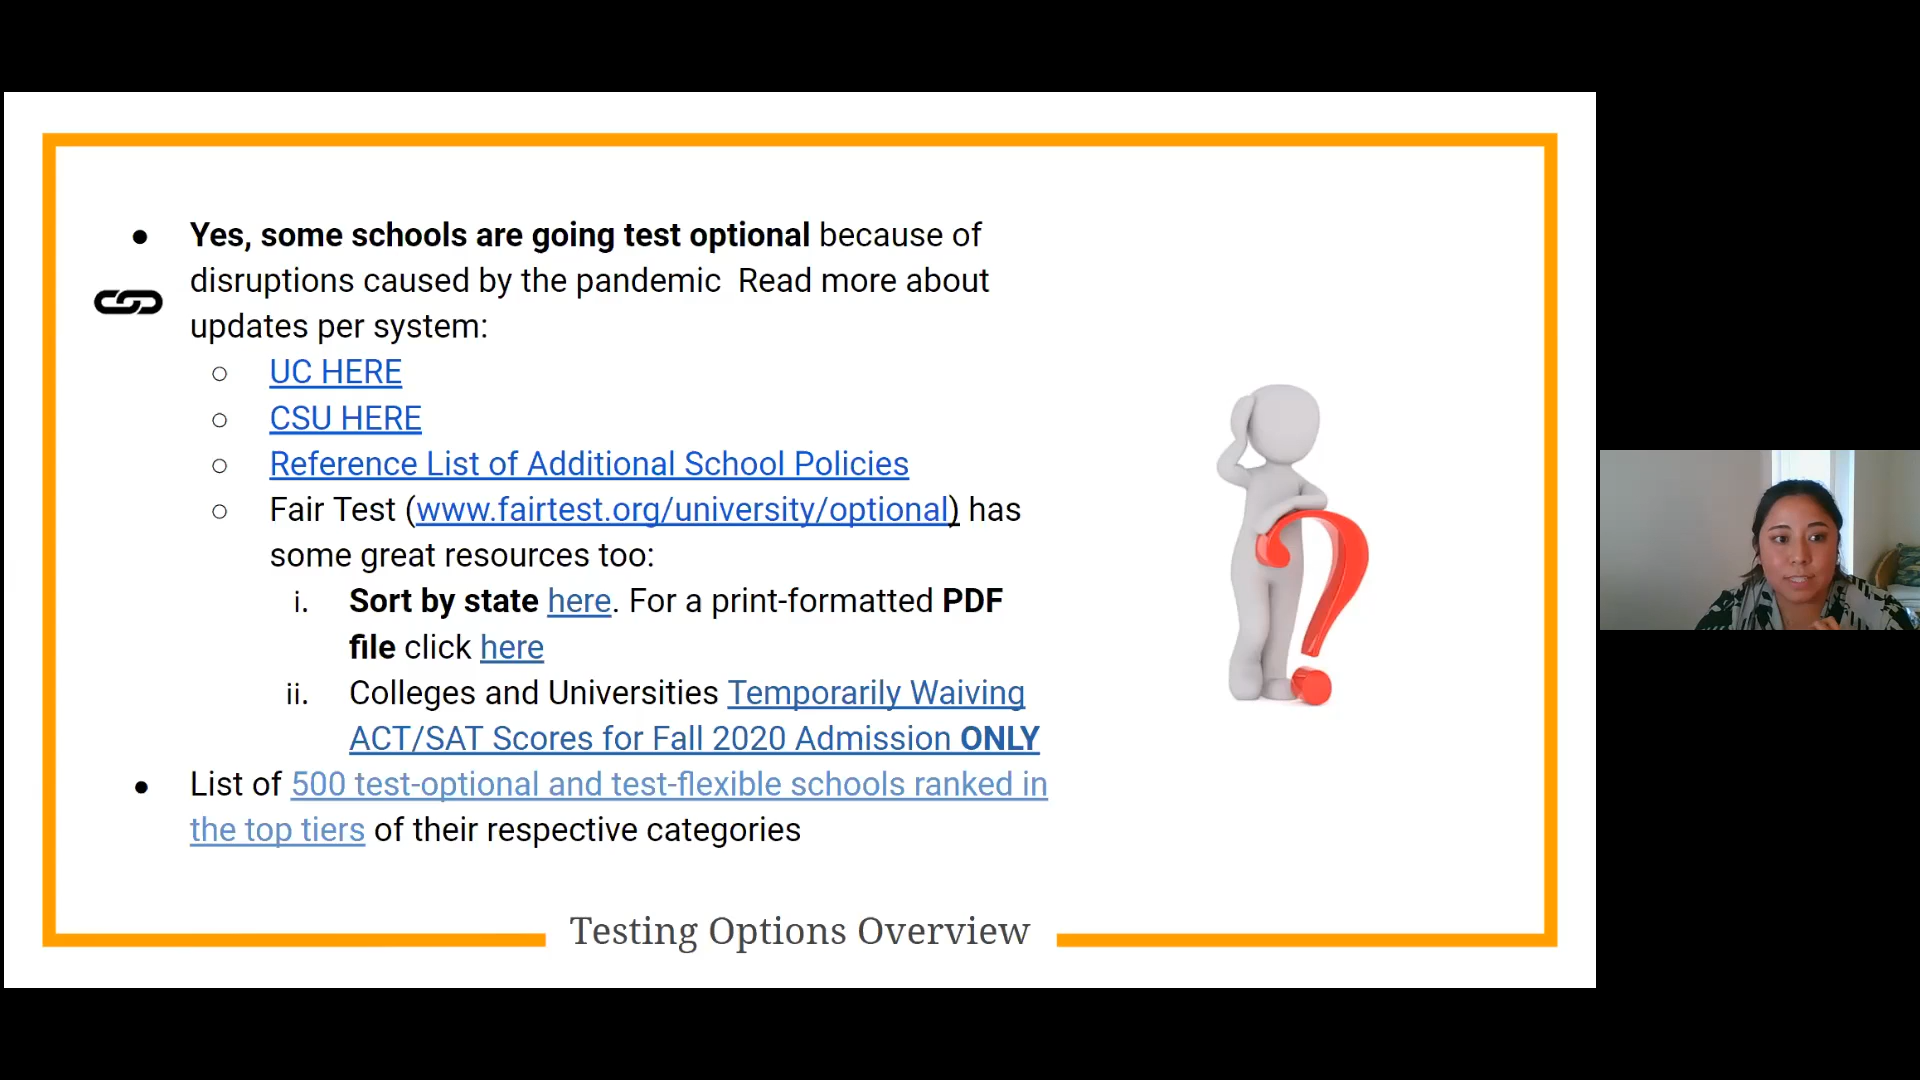 ● Yes, some schools are going test optional because of
disruptions caused by the pandemic  Read more about
updates per system:
○ UC HERE
○ CSU HERE
○ Reference List of Additional School Policies
○ Fair Test (www.fairtest.org/university/optional) has
some great resources too:
i. Sort by state here. For a print-formatted PDF
file click here
ii. Colleges and Universities Temporarily Waiving
ACT/SAT Scores for Fall 2020 Admission ONLY
● List of 500 test-optional and test-flexible schools ranked in
the top tiers of their respective categories
Testing Options Overview